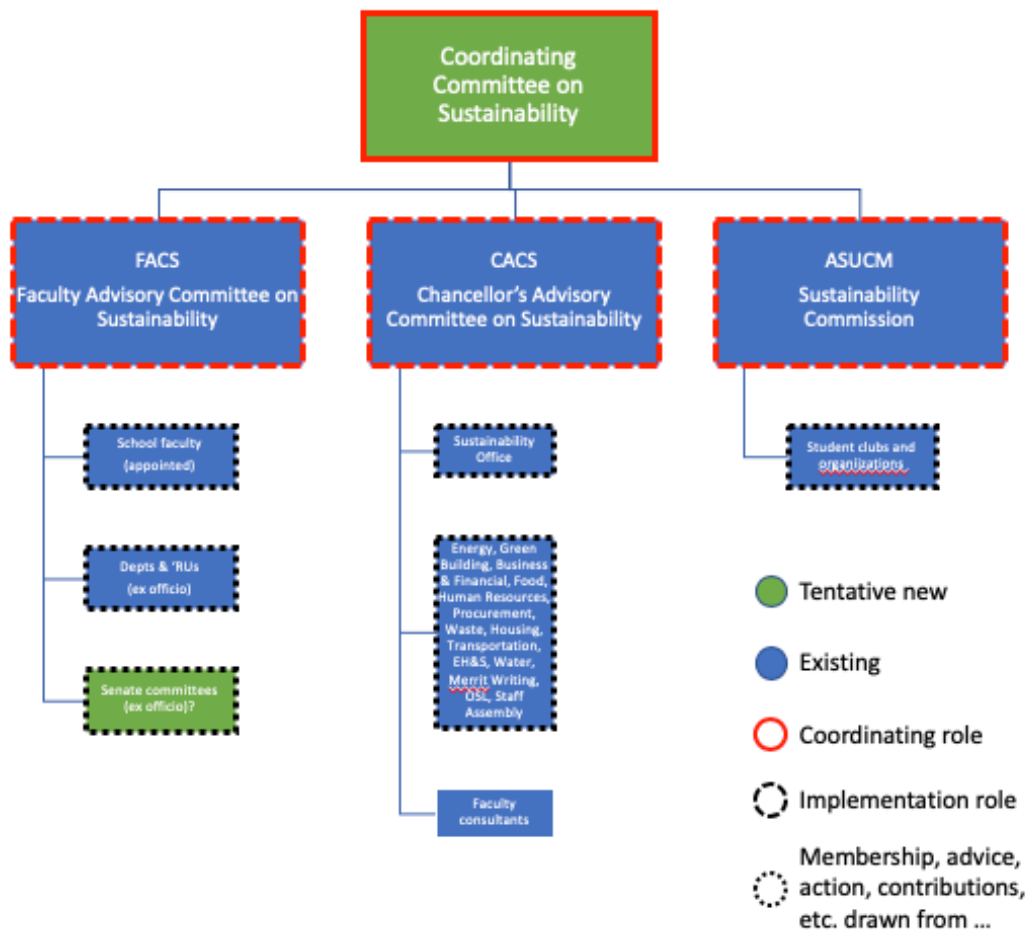 Coordinating
Committee on
Sustainability
FACS
Faculty Advisory Committee on
Sustainability
CACS
Chancellor's Advisory
Committee on Sustainability
ASUCM
Sustainability
Commission
School faculty
(appointed)
Depts & 'RUs
(ex officio)
Senate committees
(ex officio)?
Sustainability
Office
Energy, Green
Building, Business
& Financial, Food,
Human Resources,
Procurement,
Waste, Housing,
Transportation,
EH&S, Water,
Merrit Writing,
OSL, Staff
Assembly
Faculty
consultants
Student clubs and
organizations
Tentative new
Existing
Coordinating role
Implementation role
Membership, advice,
action, contributions,
etc. drawn from ...